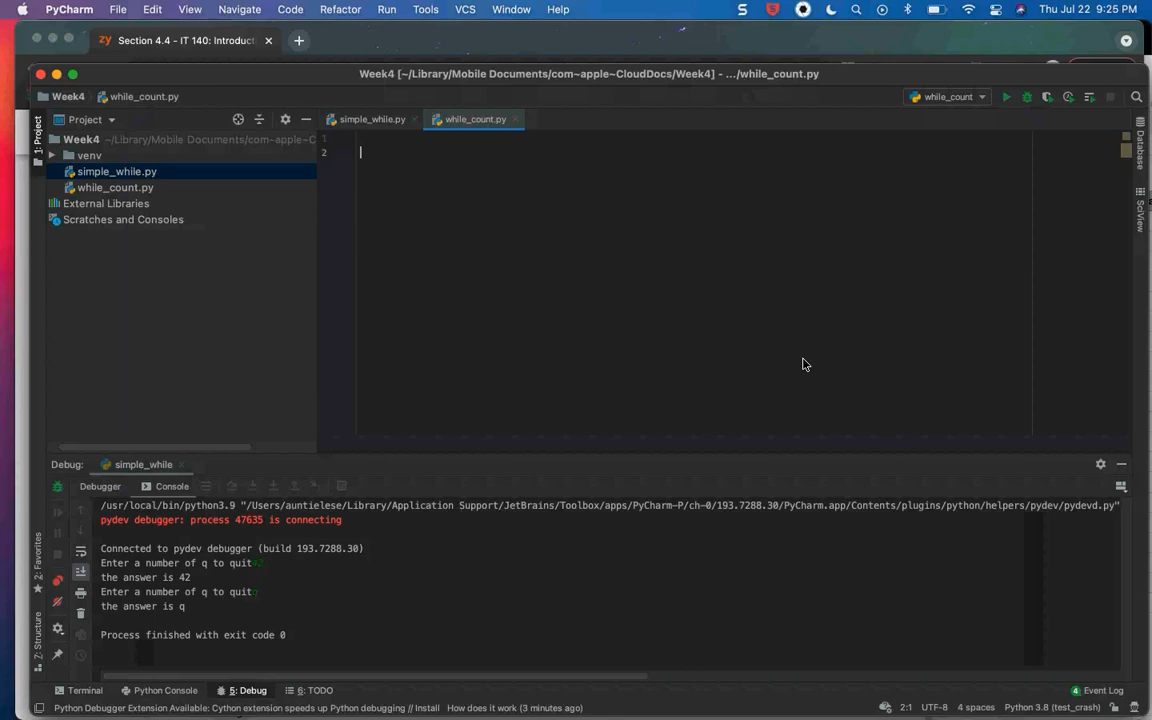 PyCharm File Edit View Navigate Code Refactor Run Tools VCS Window Help Thu Jul 22 9:25 PM
zy Section 4.4 - IT 140: Introduct
Week4 [~/Library/Mobile Documents/com~apple~CloudDocs/Week4] - .../while_count.py
Week4 while_count.py while_count
1: Project Project simple_while.py while_count.py
Week4 ~/Library/Mobile Documents/com~apple~C
venv
simple_while.py
while_count.py
External Libraries
Scratches and Consoles
1
2
Database
SciView
Debug: simple_while
Debugger Console
/usr/local/bin/python3.9 "/Users/auntielese/Library/Application Support/JetBrains/Toolbox/apps/PyCharm-P/ch-0/193.7288.30/PyCharm.app/Contents/plugins/python/helpers/pydev/pydevd.py"
pydev debugger: process 47635 is connecting
Connected to pydev debugger (build 193.7288.30)
Enter a number of q to quit42
the answer is 42
Enter a number of q to quitq
the answer is q
Process finished with exit code 0
2: Favorites
7: Structure
Terminal Python Console 5: Debug 6: TODO 4 Event Log
Python Debugger Extension Available: Cython extension speeds up Python debugging // Install How does it work (3 minutes ago) 2:1 UTF-8 4 spaces Python 3.8 (test_crash)